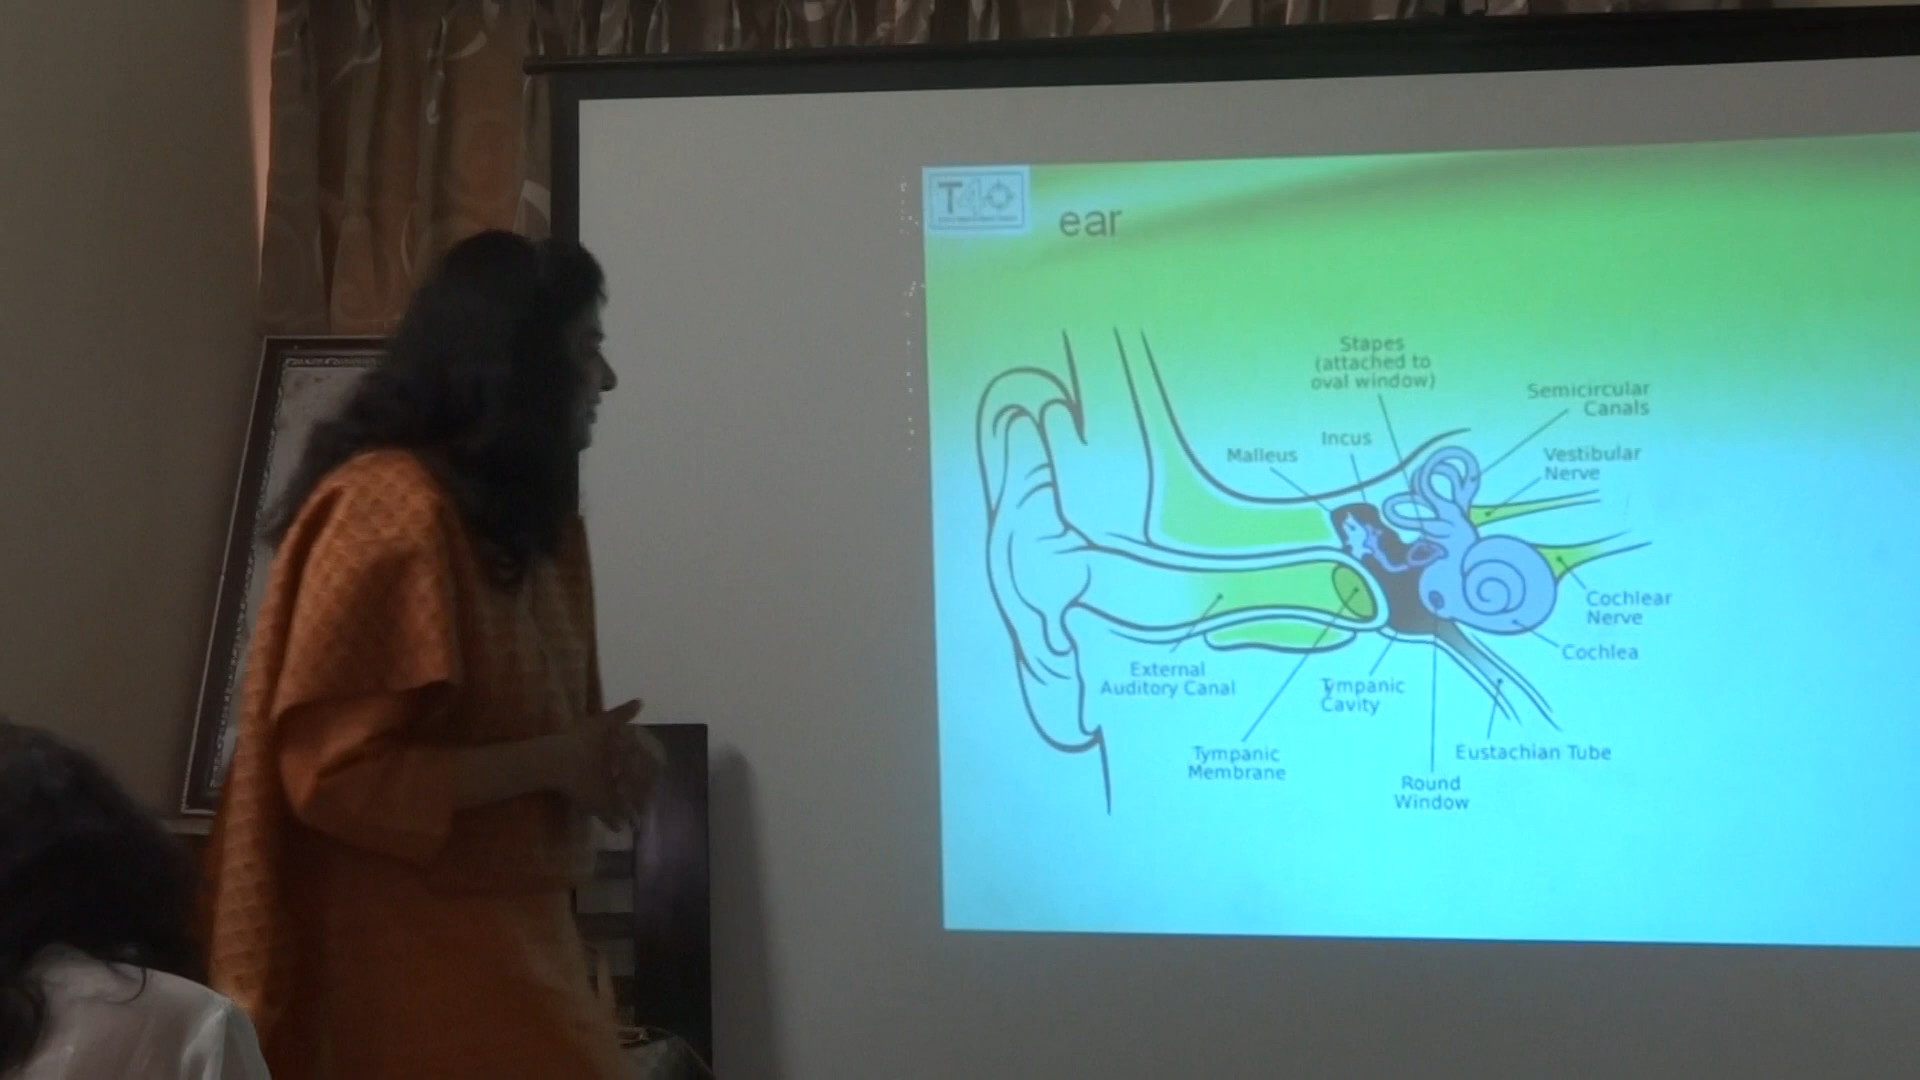 T40
ear
Stapes
(attached to
oval window)
Semicircular
Canals
Incus
Malleus
Vestibular
Nerve
Cochlear
Nerve
Cochlea
External
Auditory Canal
Tympanic
Cavity
Tympanic
Membrane
Eustachian Tube
Round
Window